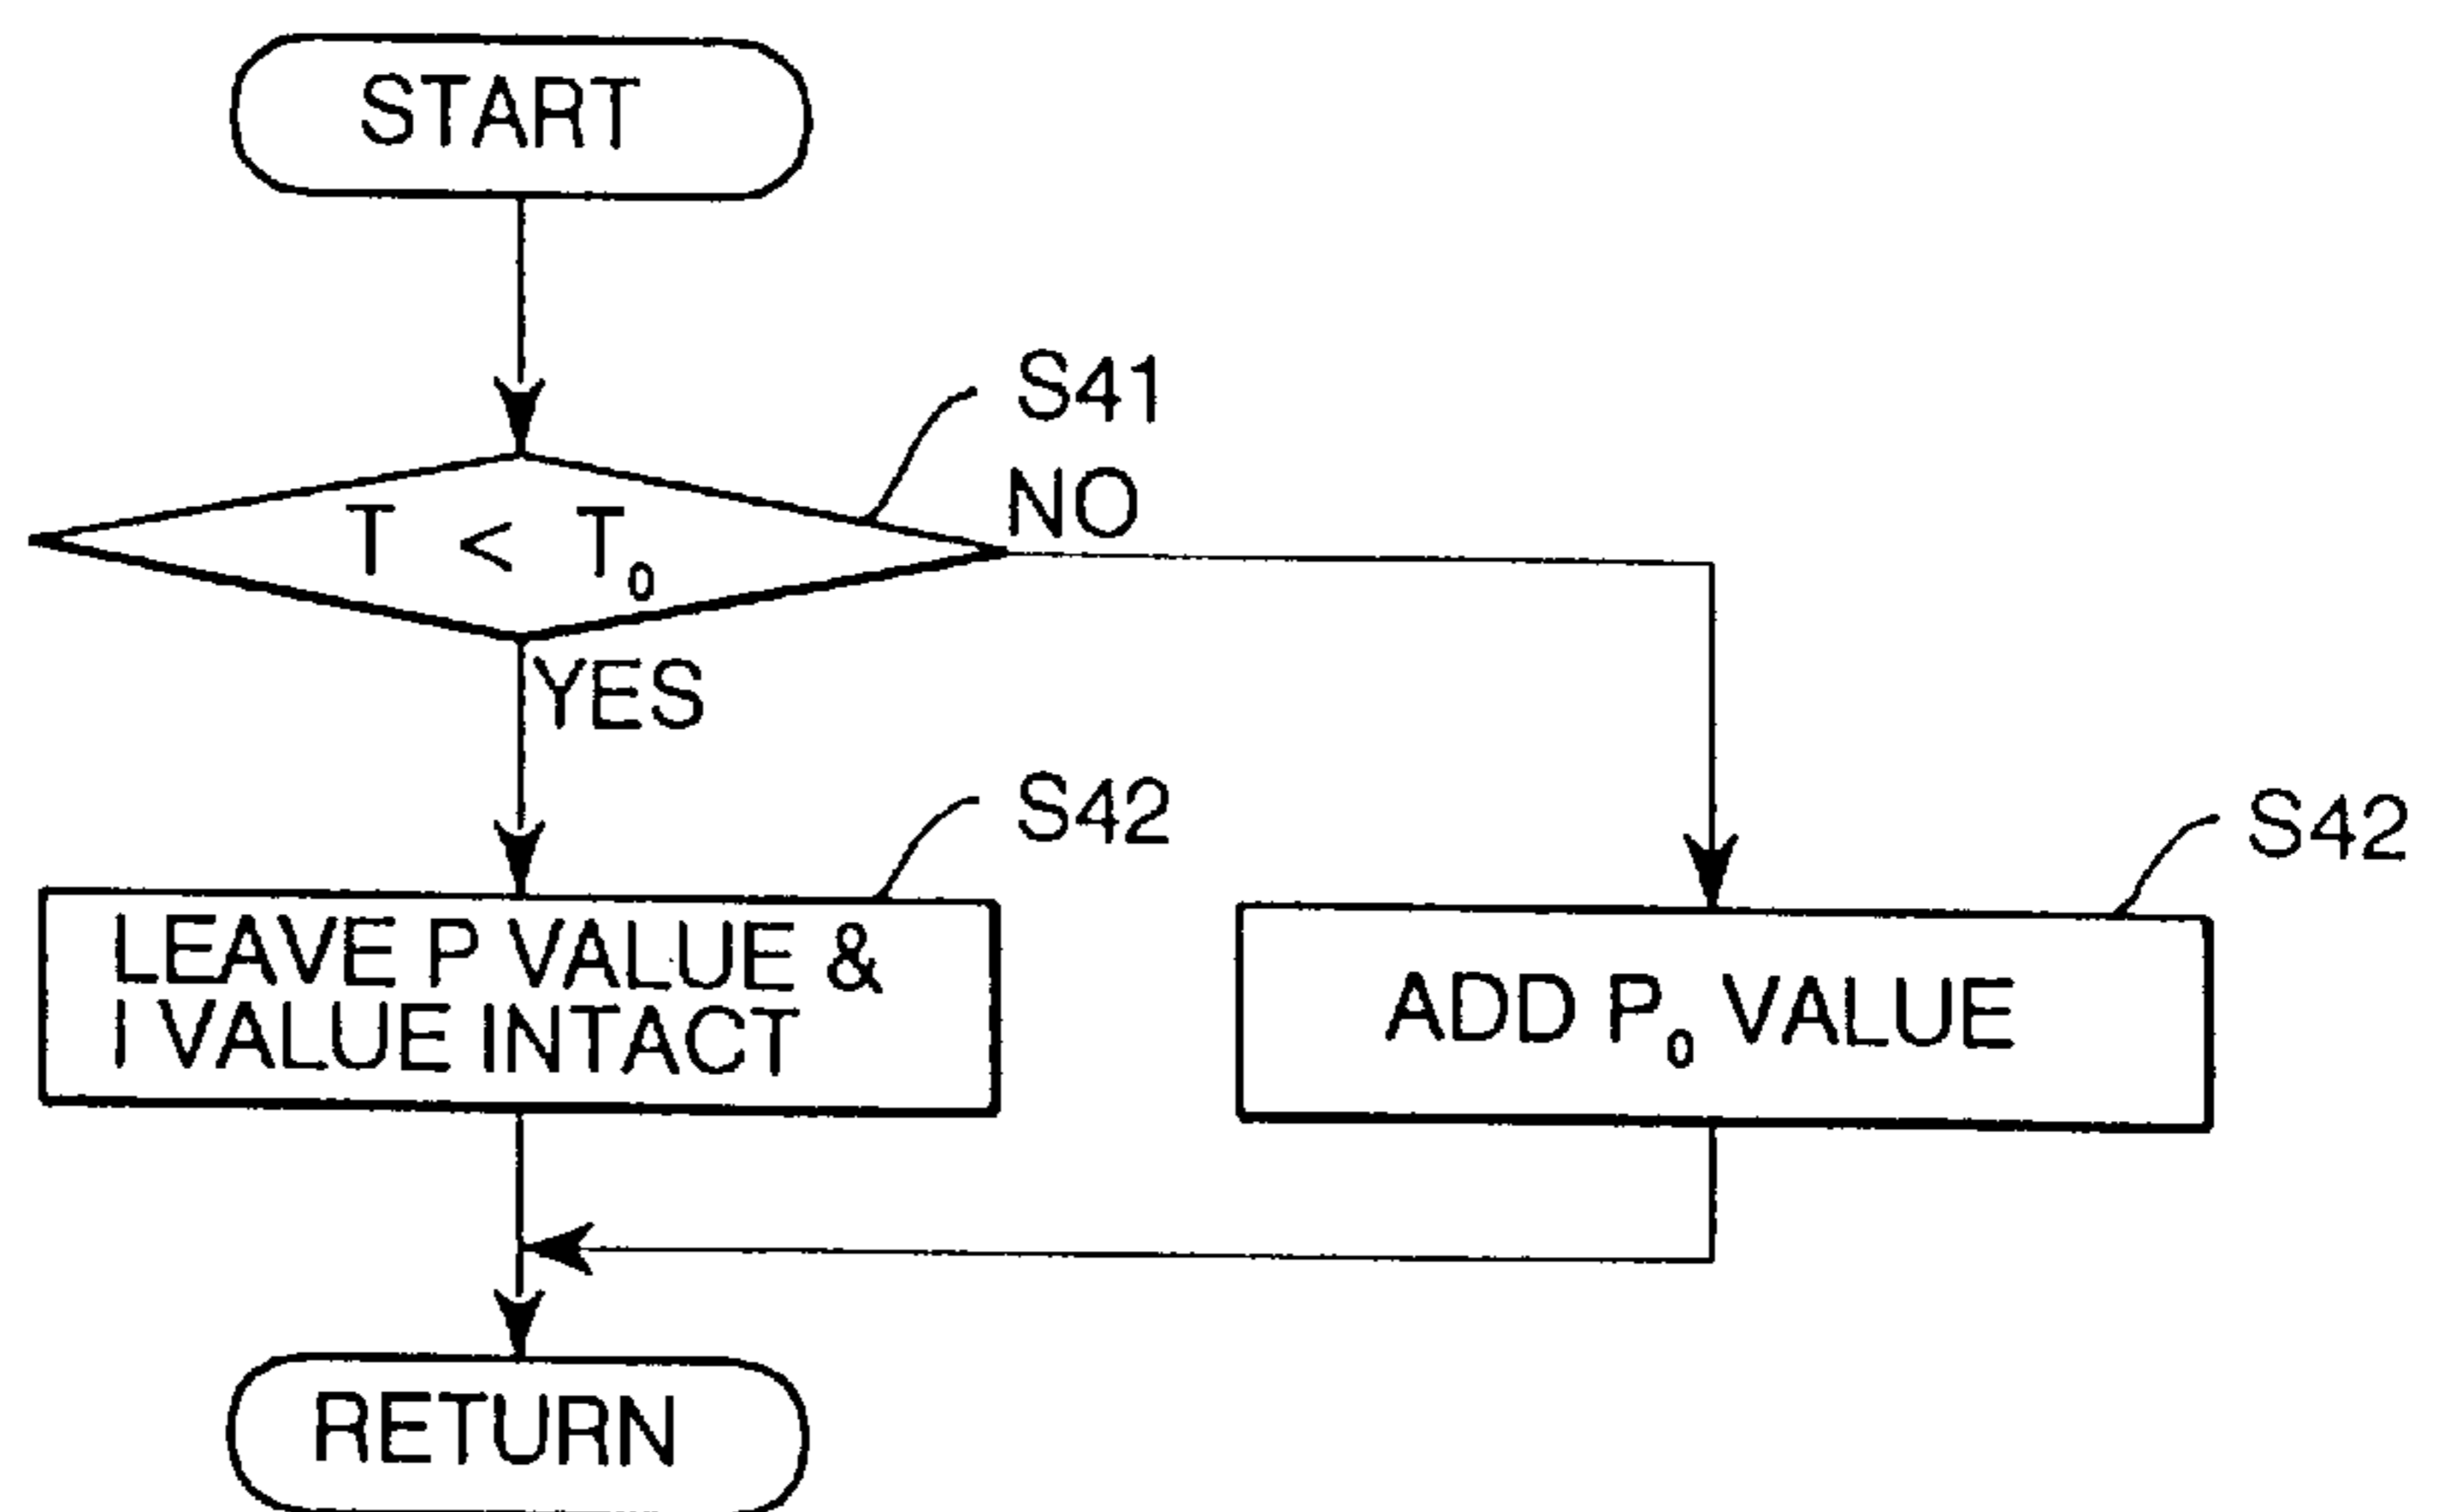 START
S41
T < T₀
NO
YES
S42
S42
LEAVE P VALUE &
I VALUE INTACT
ADD P₀ VALUE
RETURN